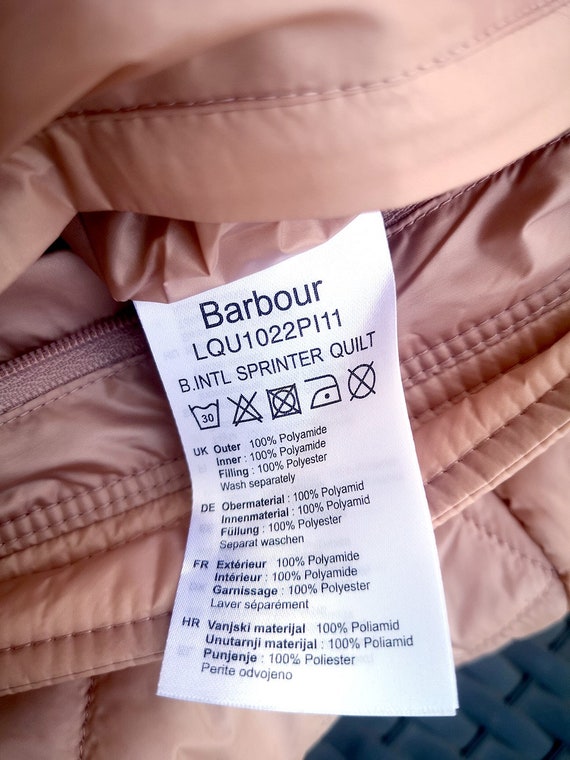 Barbour
LQU1022PI11
B.INTL SPRINTER QUILT
30
UK Outer 100% Polyamide
Inner : 100% Polyamide
Filling : 100% Polyester
Wash separately
DE Obermaterial : 100% Polyamid
Innenmaterial : 100% Polyamid
Füllung : 100% Polyester
Separat waschen
FR Extérieur 100% Polyamide
Intérieur : 100% Polyamide
Garnissage : 100% Polyester
Laver séparément
HR Vanjski materijal 100% Poliamid
Unutarnji materijal : 100% Poliamid
Punjenje : 100% Poliester
Perite odvojeno